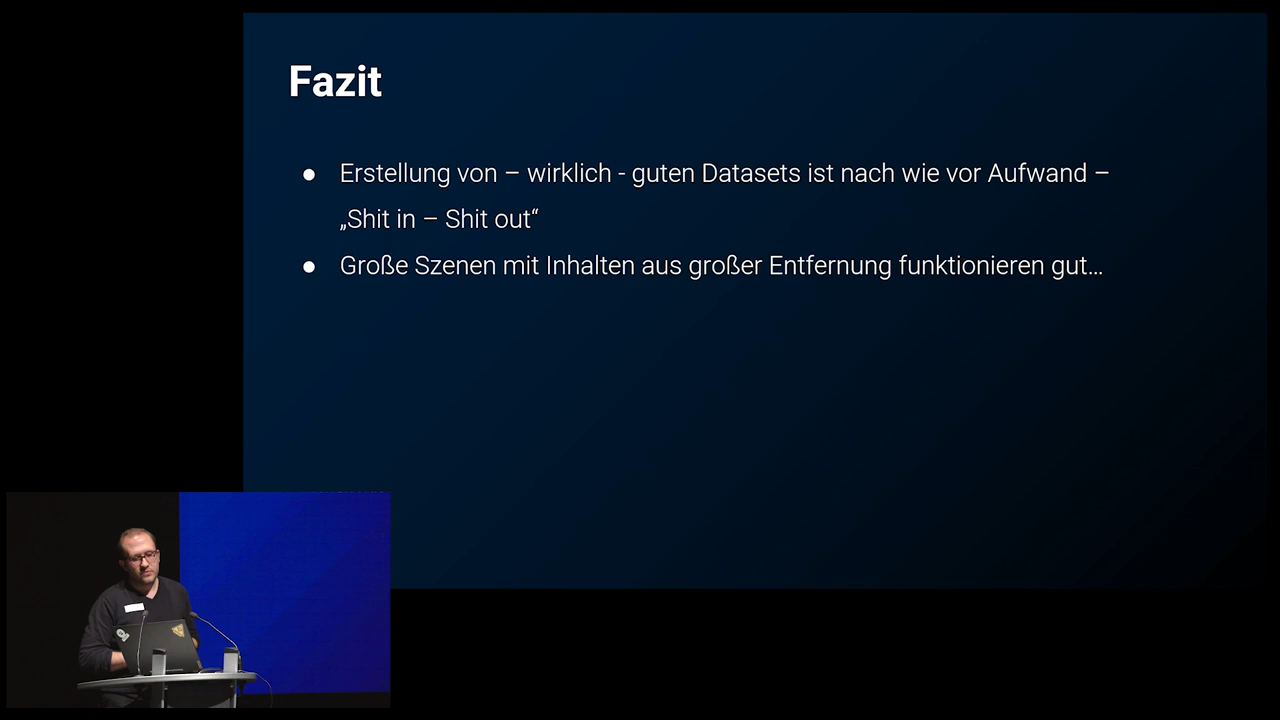 Fazit
● Erstellung von – wirklich - guten Datasets ist nach wie vor Aufwand –
„Shit in – Shit out“
● Große Szenen mit Inhalten aus großer Entfernung funktionieren gut…